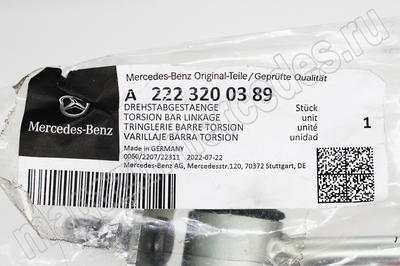 Mercedes-Benz Original-Teile/Geprüfte Qualität
A 222 320 03 89
DREHSTABGESTAENGE Stück
TORSION BAR LINKAGE unit
TRINGLERIE BARRE TORSION unité 1
VARILLAJE BARRA TORSION unidad
Mercedes-Benz
Made in GERMANY
0060/2207/22311 2022-07-22
Mercedes-Benz AG, Mercedesstr.120, 70372 Stuttgart, DE